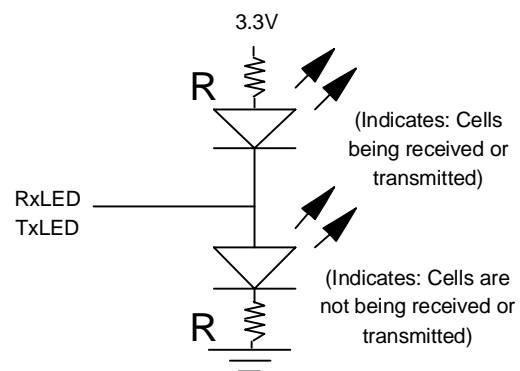 3.3V
R
(Indicates: Cells
being received or
transmitted)
RxLED
TxLED
(Indicates: Cells are
not being received or
transmitted)
R